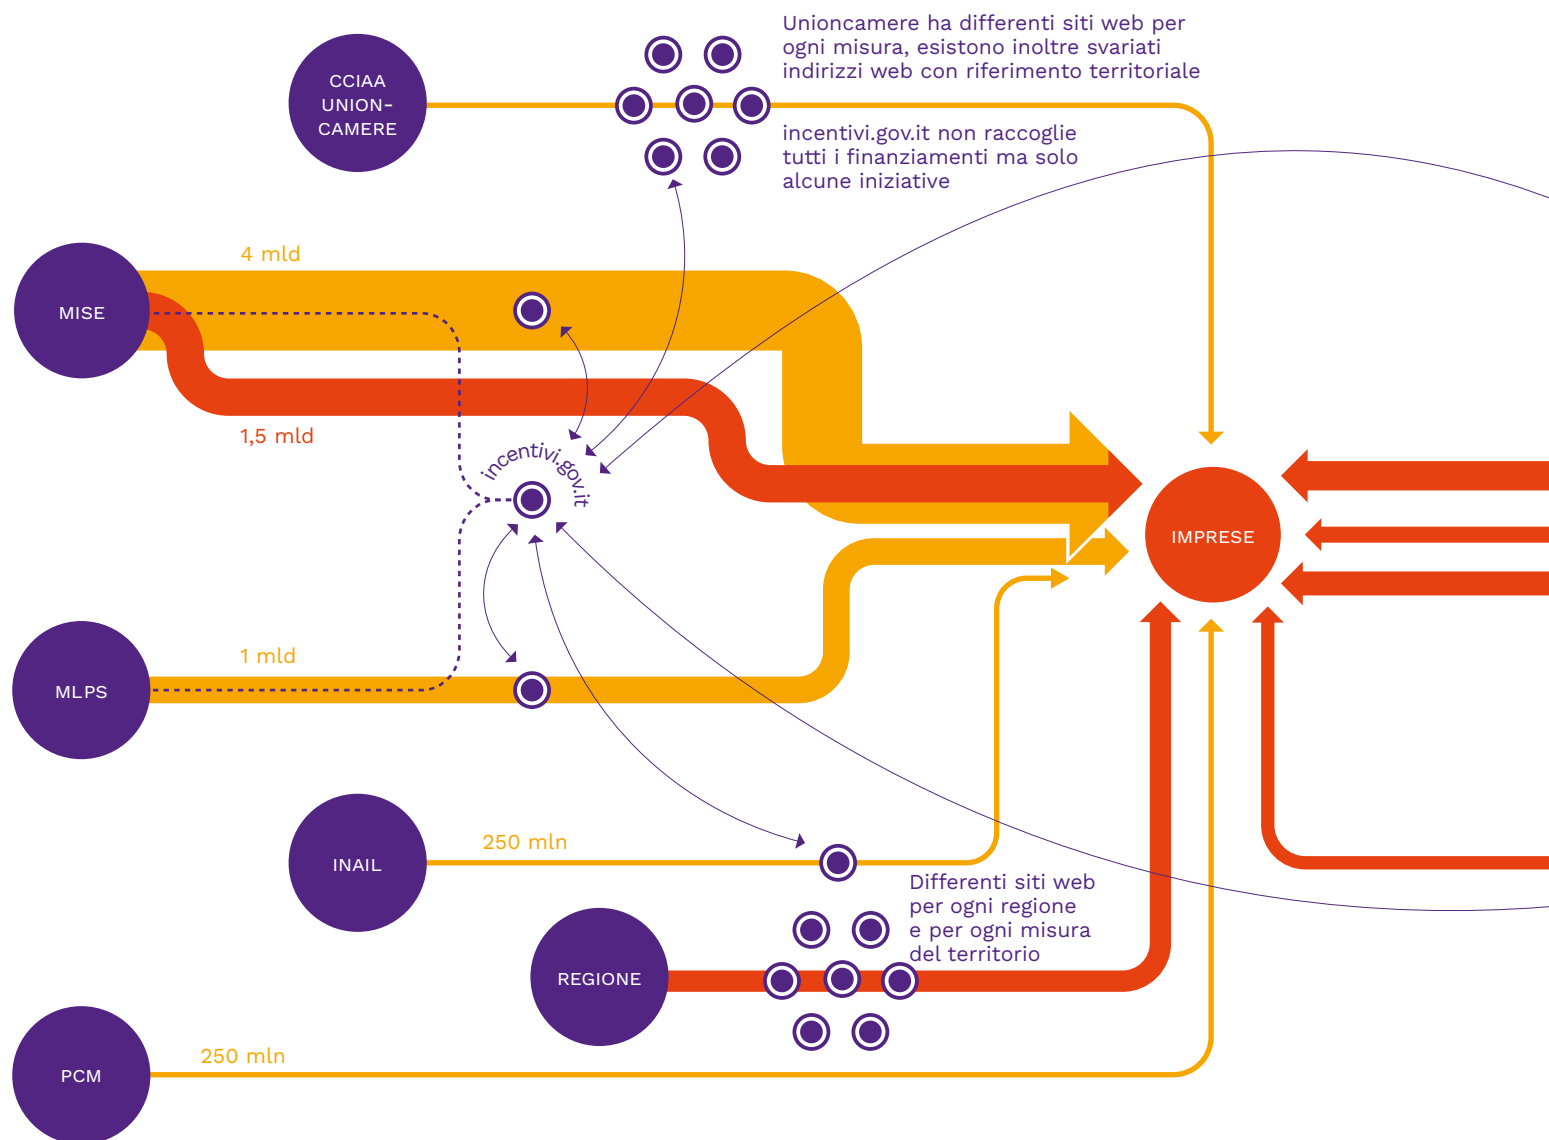 Unioncamere ha differenti siti web per
ogni misura, esistono inoltre svariati
indirizzi web con riferimento territoriale
CCIAA
UNION-
CAMERE
incentivi.gov.it non raccoglie
tutti i finanziamenti ma solo
alcune iniziative
4 mld
MISE
1,5 mld
incentivi.gov.it
IMPRESE
1 mld
MLPS
250 mln
INAIL
Differenti siti web
per ogni regione
e per ogni misura
del territorio
REGIONE
250 mln
PCM